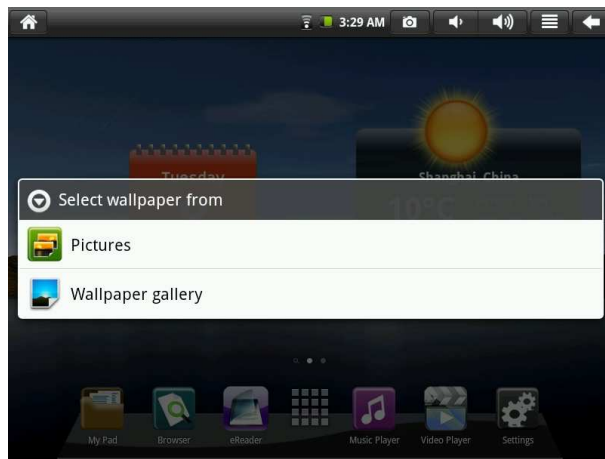 3:29 AM
Tuesday
Shanghai, China
10°C
Select wallpaper from
Pictures
Wallpaper gallery
My Pad
Browser
eReader
Music Player
Video Player
Settings